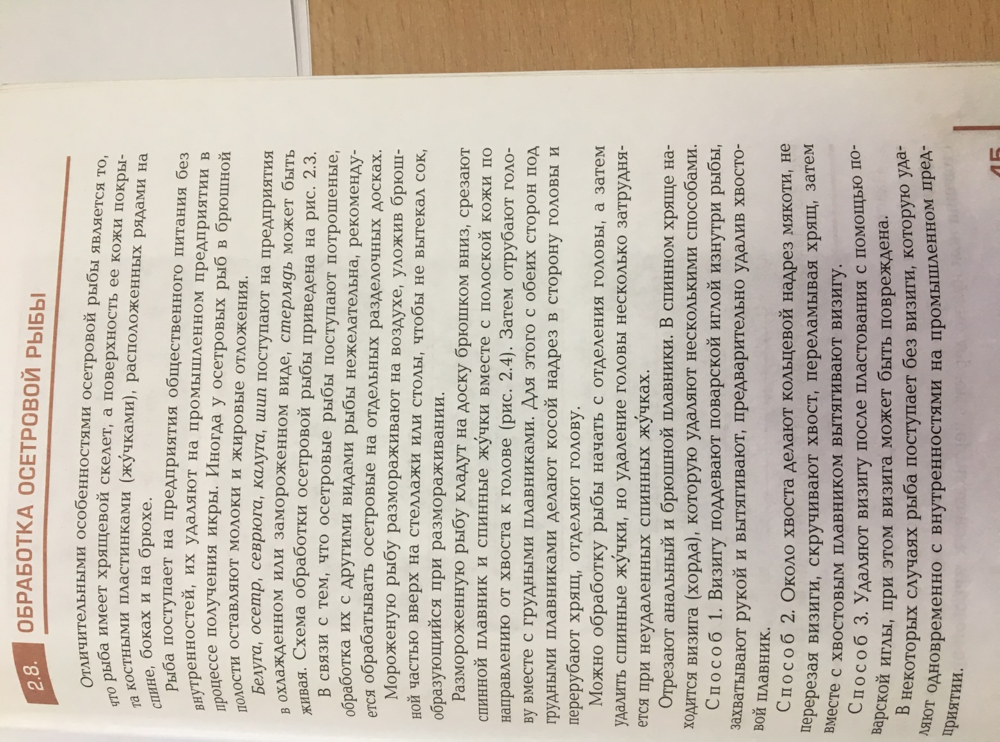 2.8. ОБРАБОТКА ОСЕТРОВОЙ РЫБЫ
Отличительными особенностями осетровой рыбы является то,
что рыба имеет хрящевой скелет, а поверхность ее кожи покры-
та костными пластинками (жу́чками), расположенных рядами на
спине, боках и на брюхе.
Рыба поступает на предприятия общественного питания без
внутренностей, их удаляют на промышленном предприятии в
процессе получения икры. Иногда у осетровых рыб в брюшной
полости оставляют молоки и жировые отложения.
Белуга, осетр, севрюга, калуга, шип поступают на предприятия
в охлажденном или замороженном виде, стерлядь может быть
живая. Схема обработки осетровой рыбы приведена на рис. 2.3.
В связи с тем, что осетровые рыбы поступают потрошеные,
обработка их с другими видами рыбы нежелательна, рекоменду-
ется обрабатывать осетровые на отдельных разделочных досках.
Мороженую рыбу размораживают на воздухе, уложив брюш-
ной частью вверх на стеллажи или столы, чтобы не вытекал сок,
образующийся при размораживании.
Размороженную рыбу кладут на доску брюшком вниз, срезают
спинной плавник и спинные жу́чки вместе с полоской кожи по
направлению от хвоста к голове (рис. 2.4). Затем отрубают голо-
ву вместе с грудными плавниками. Для этого с обеих сторон под
грудными плавниками делают косой надрез в сторону головы и
перерубают хрящ, отделяют голову.
Можно обработку рыбы начать с отделения головы, а затем
удалить спинные жу́чки, но удаление головы несколько затрудня-
ется при неудаленных спинных жу́чках.
Отрезают анальный и брюшной плавники. В спинном хряще на-
ходится визига (хорда), которую удаляют несколькими способами.
Способ 1. Визигу поддевают поварской иглой изнутри рыбы,
захватывают рукой и вытягивают, предварительно удалив хвосто-
вой плавник.
Способ 2. Около хвоста делают кольцевой надрез мякоти, не
перерезая визиги, скручивают хвост, переламывая хрящ, затем
вместе с хвостовым плавником вытягивают визигу.
Способ 3. Удаляют визигу после пластования с помощью по-
варской иглы, при этом визига может быть повреждена.
В некоторых случаях рыба поступает без визиги, которую уда-
ляют одновременно с внутренностями на промышленном пред-
приятии.
45